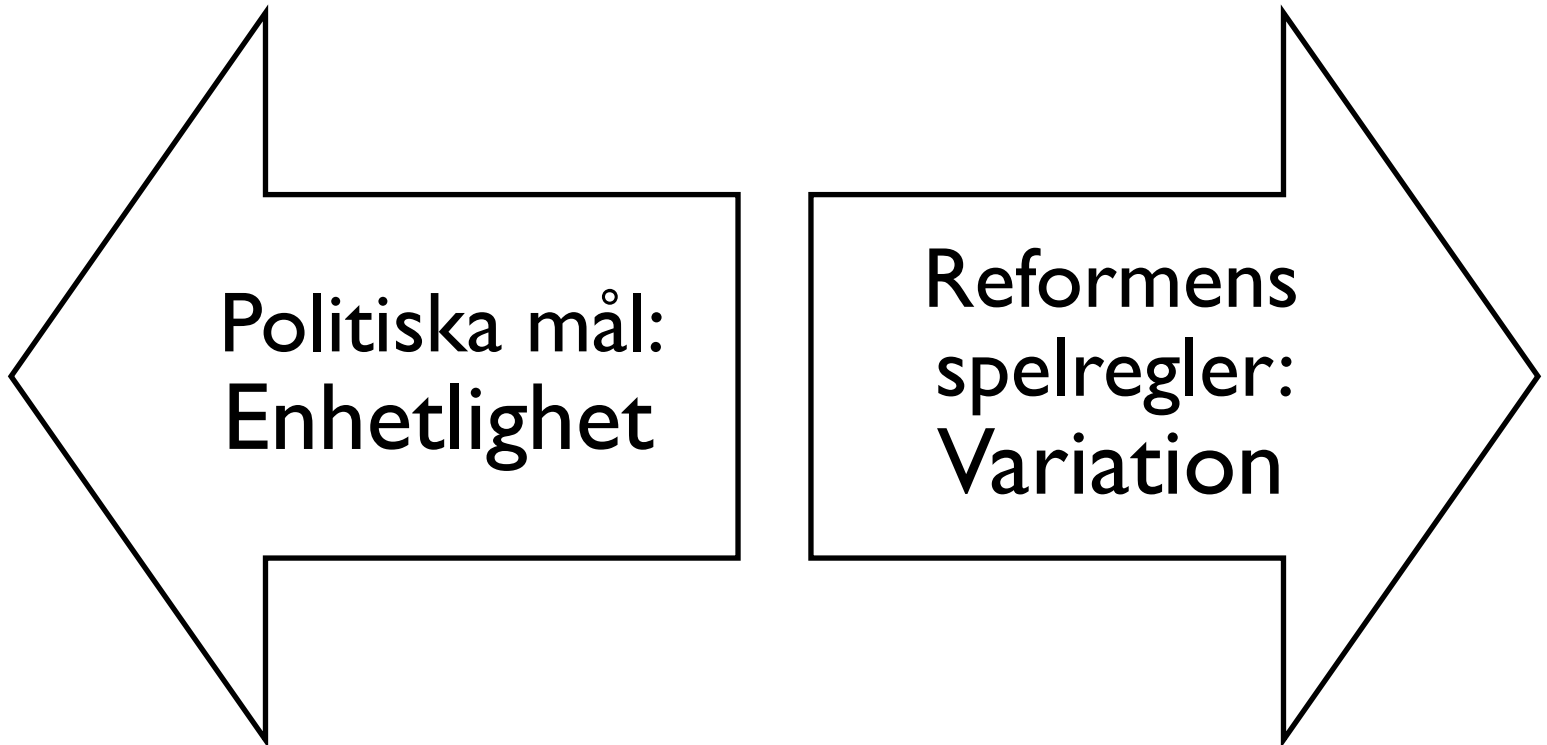 Politiska mål:
Enhetlighet
Reformens
spelregler:
Variation